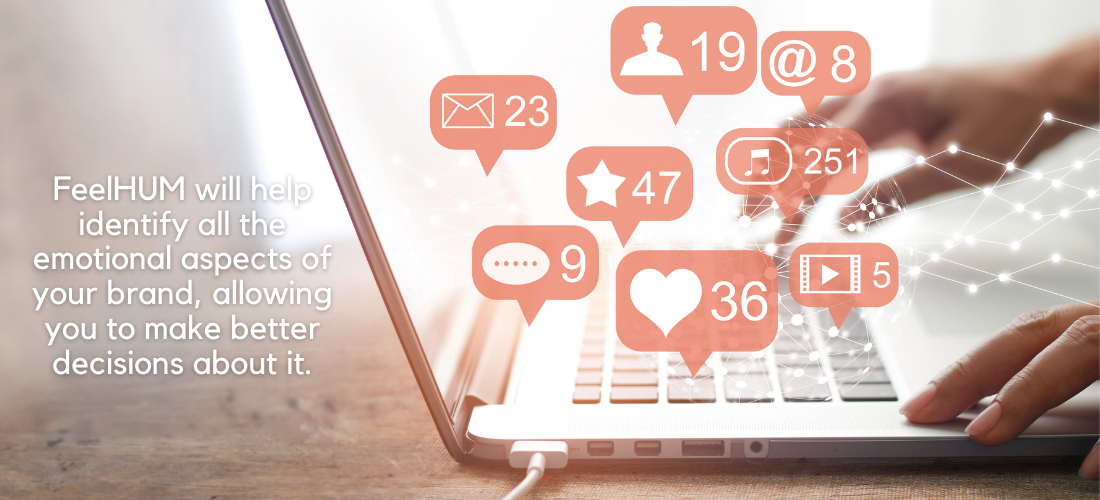 FeelHUM will help
identify all the
emotional aspects of
your brand, allowing
you to make better
decisions about it.
19
@ 8
23
251
47
9
36
5